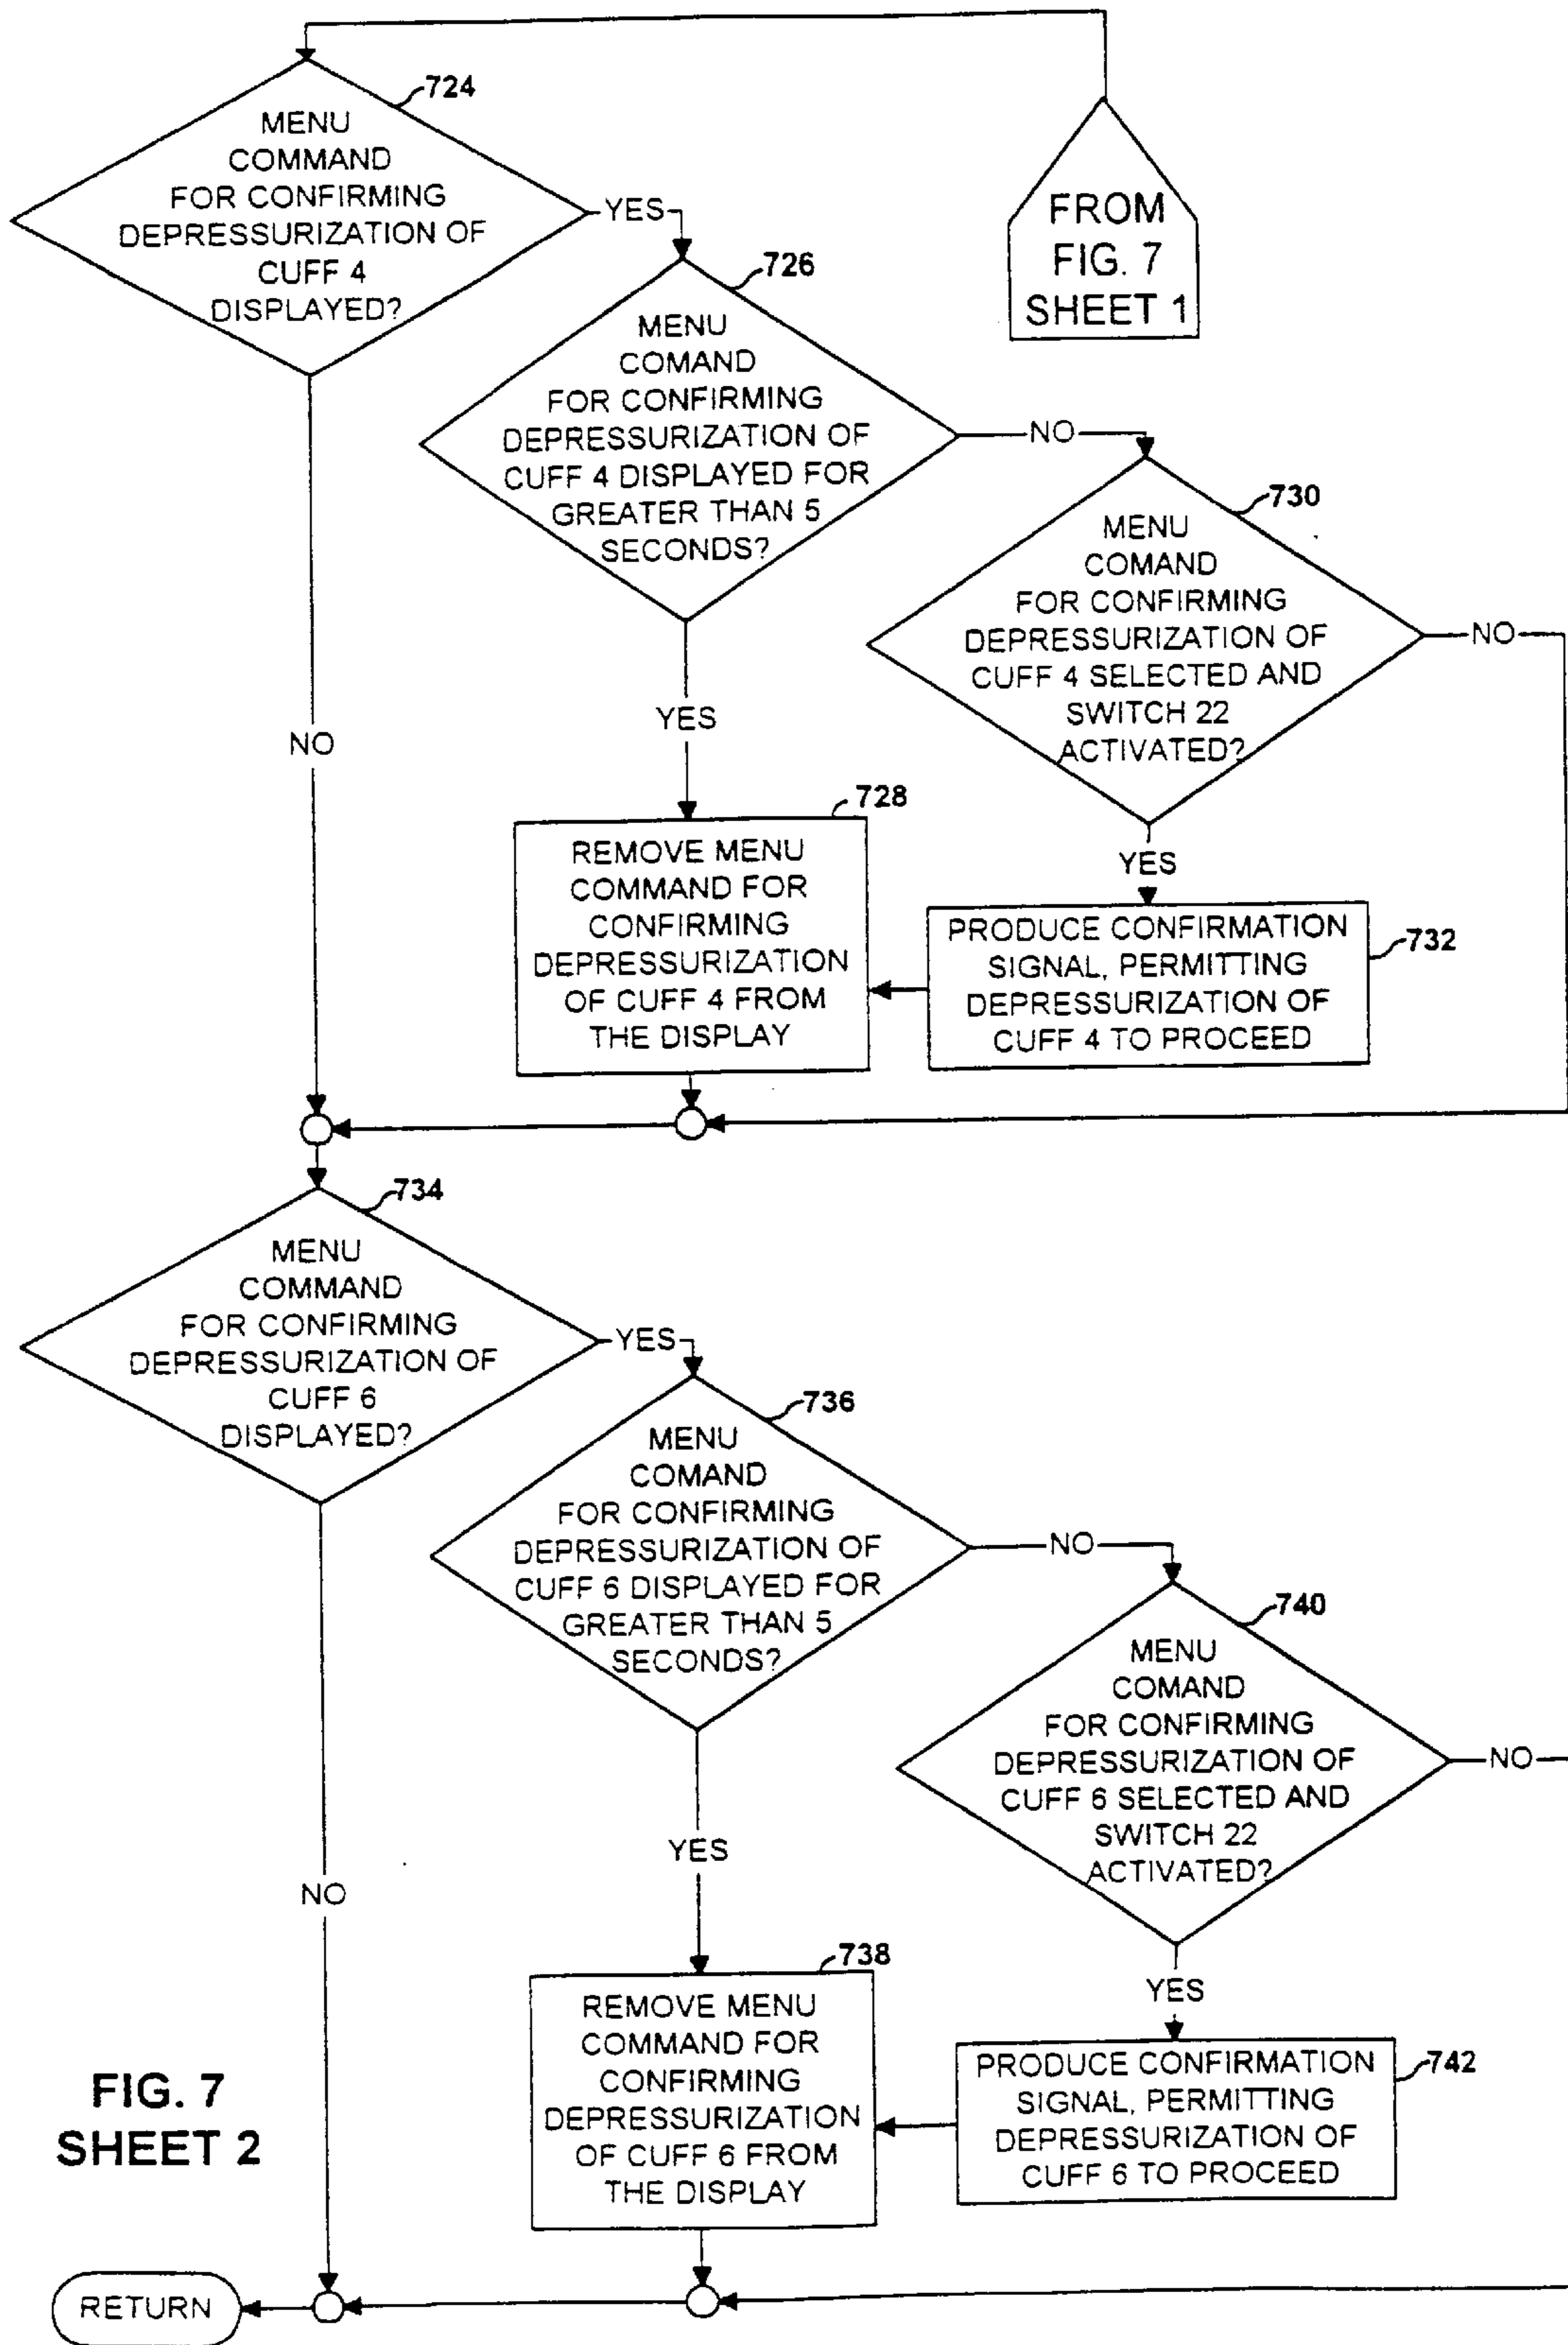 724
MENU
COMMAND
FOR CONFIRMING
DEPRESSURIZATION OF
CUFF 4
DISPLAYED?
YES
NO
FROM
FIG. 7
SHEET 1
726
MENU
COMAND
FOR CONFIRMING
DEPRESSURIZATION OF
CUFF 4 DISPLAYED FOR
GREATER THAN 5
SECONDS?
NO
YES
730
MENU
COMAND
FOR CONFIRMING
DEPRESSURIZATION OF
CUFF 4 SELECTED AND
SWITCH 22
ACTIVATED?
NO
YES
728
REMOVE MENU
COMMAND FOR
CONFIRMING
DEPRESSURIZATION
OF CUFF 4 FROM
THE DISPLAY
732
PRODUCE CONFIRMATION
SIGNAL, PERMITTING
DEPRESSURIZATION OF
CUFF 4 TO PROCEED
734
MENU
COMMAND
FOR CONFIRMING
DEPRESSURIZATION OF
CUFF 6
DISPLAYED?
YES
NO
736
MENU
COMAND
FOR CONFIRMING
DEPRESSURIZATION OF
CUFF 6 DISPLAYED FOR
GREATER THAN 5
SECONDS?
NO
YES
740
MENU
COMAND
FOR CONFIRMING
DEPRESSURIZATION OF
CUFF 6 SELECTED AND
SWITCH 22
ACTIVATED?
NO
YES
738
REMOVE MENU
COMMAND FOR
CONFIRMING
DEPRESSURIZATION
OF CUFF 6 FROM
THE DISPLAY
742
PRODUCE CONFIRMATION
SIGNAL, PERMITTING
DEPRESSURIZATION OF
CUFF 6 TO PROCEED
FIG. 7
SHEET 2
RETURN